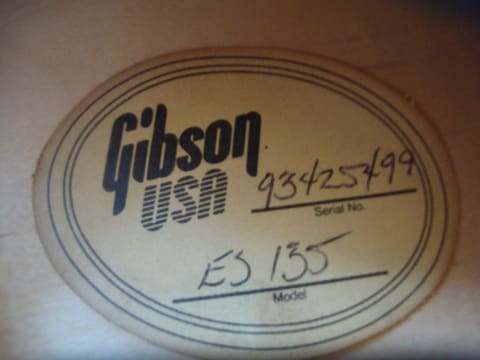 Gibson
USA
93425499
Serial No.
ES 135
Model